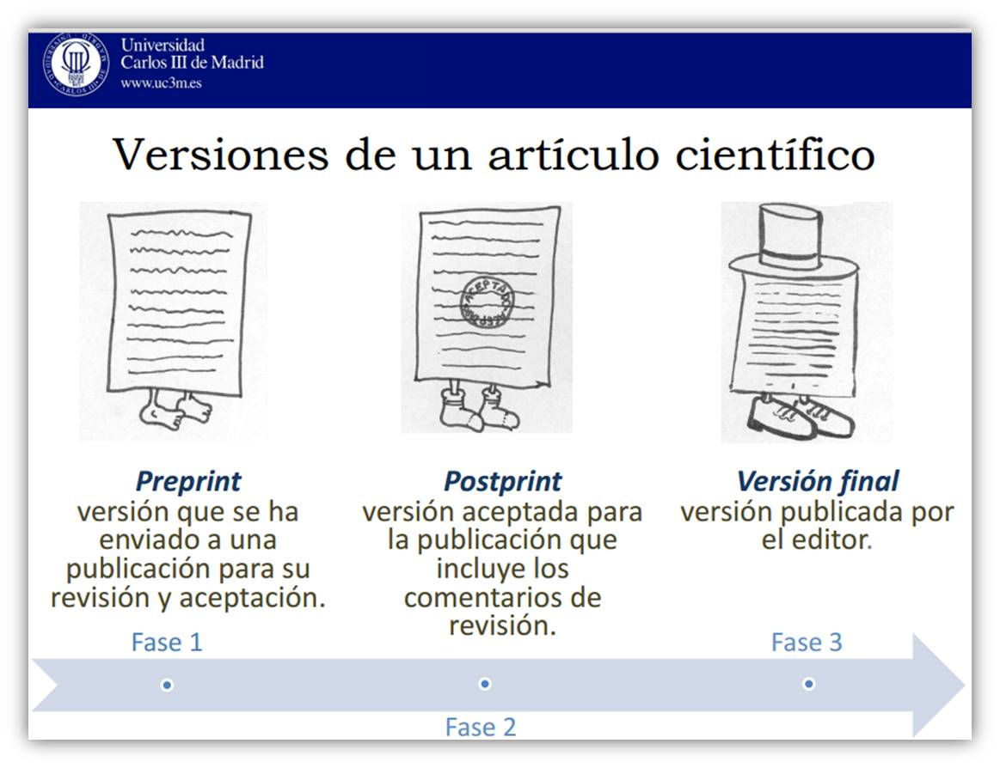 Universidad
Carlos III de Madrid
www.uc3m.es
Versiones de un artículo científico
ACEPTADO
Preprint
versión que se ha
enviado a una
publicación para su
revisión y aceptación.
Postprint
versión aceptada para
la publicación que
incluye los
comentarios de
revisión.
Versión final
versión publicada por
el editor.
Fase 1
Fase 3
Fase 2